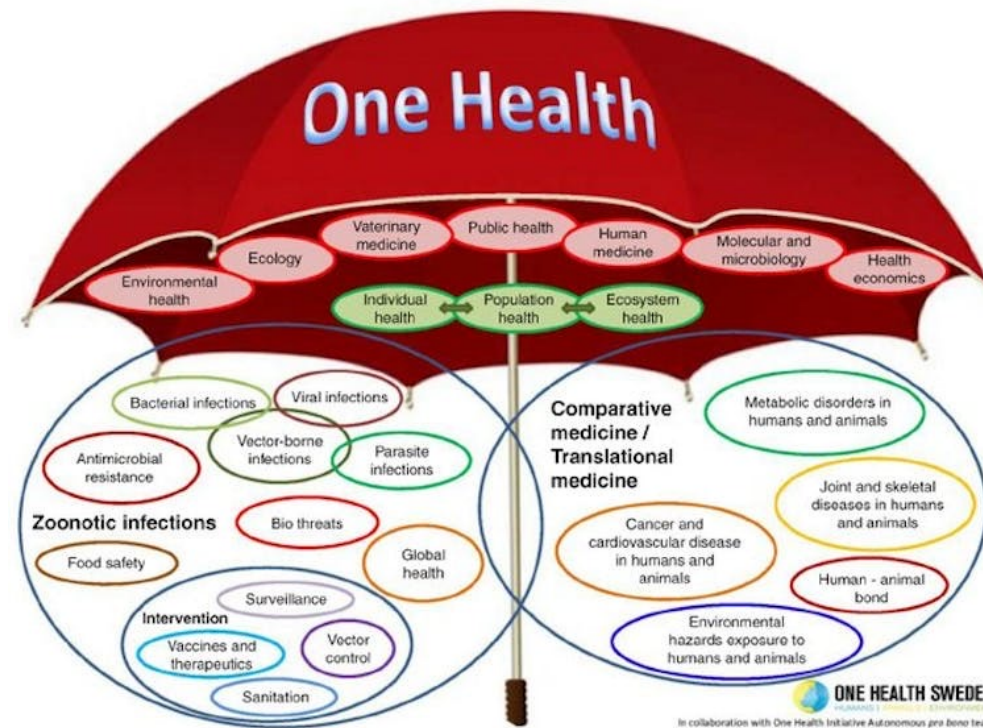 One Health
Vaterinary
medicine
Public health
Human
medicine
Ecology
Molecular and
microbiology
Environmental
health
Health
economics
Individual
health
Population
health
Ecosystem
health
Bacterial infections
Viral infections
Vector-borne
infections
Parasite
infections
Antimicrobial
resistance
Zoonotic infections
Bio threats
Food safety
Global
health
Intervention
Surveillance
Vaccines and
therapeutics
Vector
control
Sanitation
Comparative
medicine /
Translational
medicine
Metabolic disorders in
humans and animals
Joint and skeletal
diseases in humans
and animals
Cancer and
cardiovascular disease
in humans and
animals
Human - animal
bond
Environmental
hazards exposure to
humans and animals
ONE HEALTH SWEDE
HUMANS | ANIMALS | ENVIRONME
In collaboration with One Health Initiative Autonomous pro bono tea